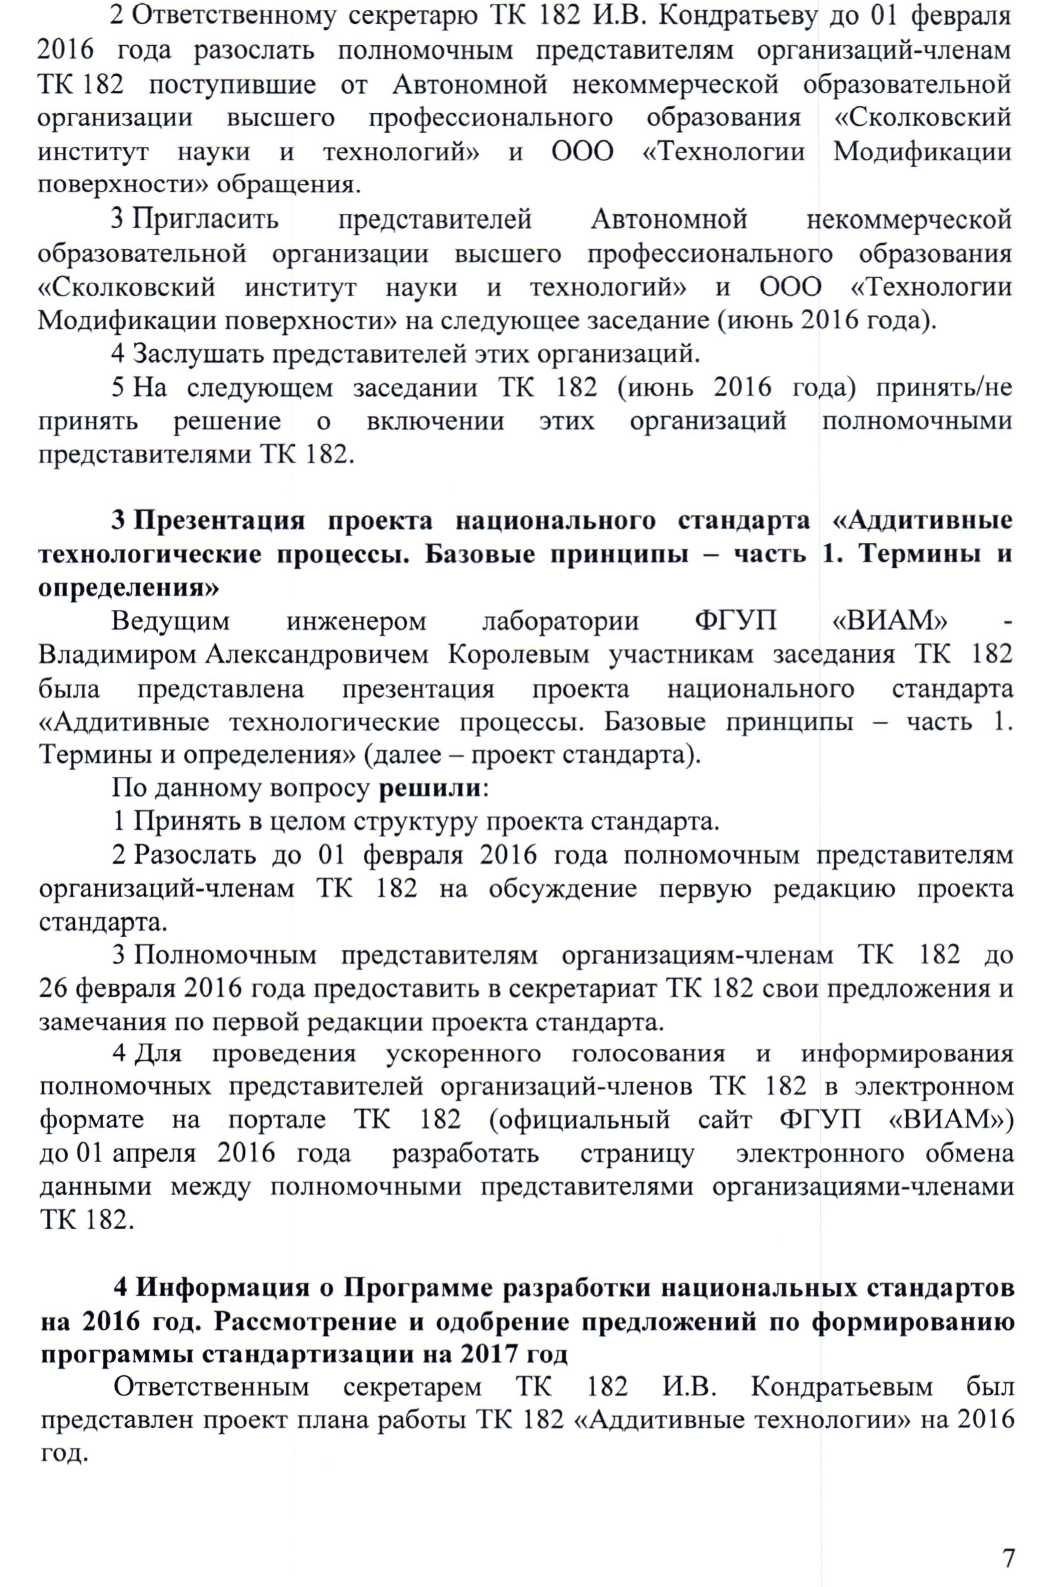 2 Ответственному секретарю ТК 182 И.В. Кондратьеву до 01 февраля
2016 года разослать полномочным представителям организаций-членам
ТК 182 поступившие от Автономной некоммерческой образовательной
организации высшего профессионального образования «Сколковский
институт науки и технологий» и ООО «Технологии Модификации
поверхности» обращения.
3 Пригласить представителей Автономной некоммерческой
образовательной организации высшего профессионального образования
«Сколковский институт науки и технологий» и ООО «Технологии
Модификации поверхности» на следующее заседание (июнь 2016 года).
4 Заслушать представителей этих организаций.
5 На следующем заседании ТК 182 (июнь 2016 года) принять/не
принять решение о включении этих организаций полномочными
представителями ТК 182.
3 Презентация проекта национального стандарта «Аддитивные
технологические процессы. Базовые принципы – часть 1. Термины и
определения»
Ведущим инженером лаборатории ФГУП «ВИАМ» -
Владимиром Александровичем Королевым участникам заседания ТК 182
была представлена презентация проекта национального стандарта
«Аддитивные технологические процессы. Базовые принципы – часть 1.
Термины и определения» (далее – проект стандарта).
По данному вопросу решили:
1 Принять в целом структуру проекта стандарта.
2 Разослать до 01 февраля 2016 года полномочным представителям
организаций-членам ТК 182 на обсуждение первую редакцию проекта
стандарта.
3 Полномочным представителям организациям-членам ТК 182 до
26 февраля 2016 года предоставить в секретариат ТК 182 свои предложения и
замечания по первой редакции проекта стандарта.
4 Для проведения ускоренного голосования и информирования
полномочных представителей организаций-членов ТК 182 в электронном
формате на портале ТК 182 (официальный сайт ФГУП «ВИАМ»)
до 01 апреля 2016 года разработать страницу электронного обмена
данными между полномочными представителями организациями-членами
ТК 182.
4 Информация о Программе разработки национальных стандартов
на 2016 год. Рассмотрение и одобрение предложений по формированию
программы стандартизации на 2017 год
Ответственным секретарем ТК 182 И.В. Кондратьевым был
представлен проект плана работы ТК 182 «Аддитивные технологии» на 2016
год.
7